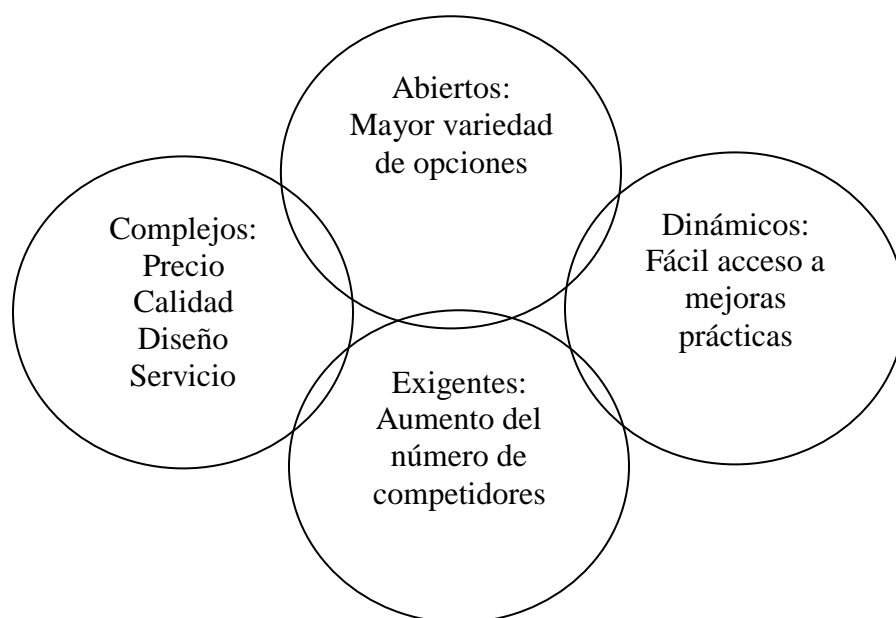 Abiertos:
Mayor variedad
de opciones
Complejos:
Precio
Calidad
Diseño
Servicio
Dinámicos:
Fácil acceso a
mejoras
prácticas
Exigentes:
Aumento del
número de
competidores